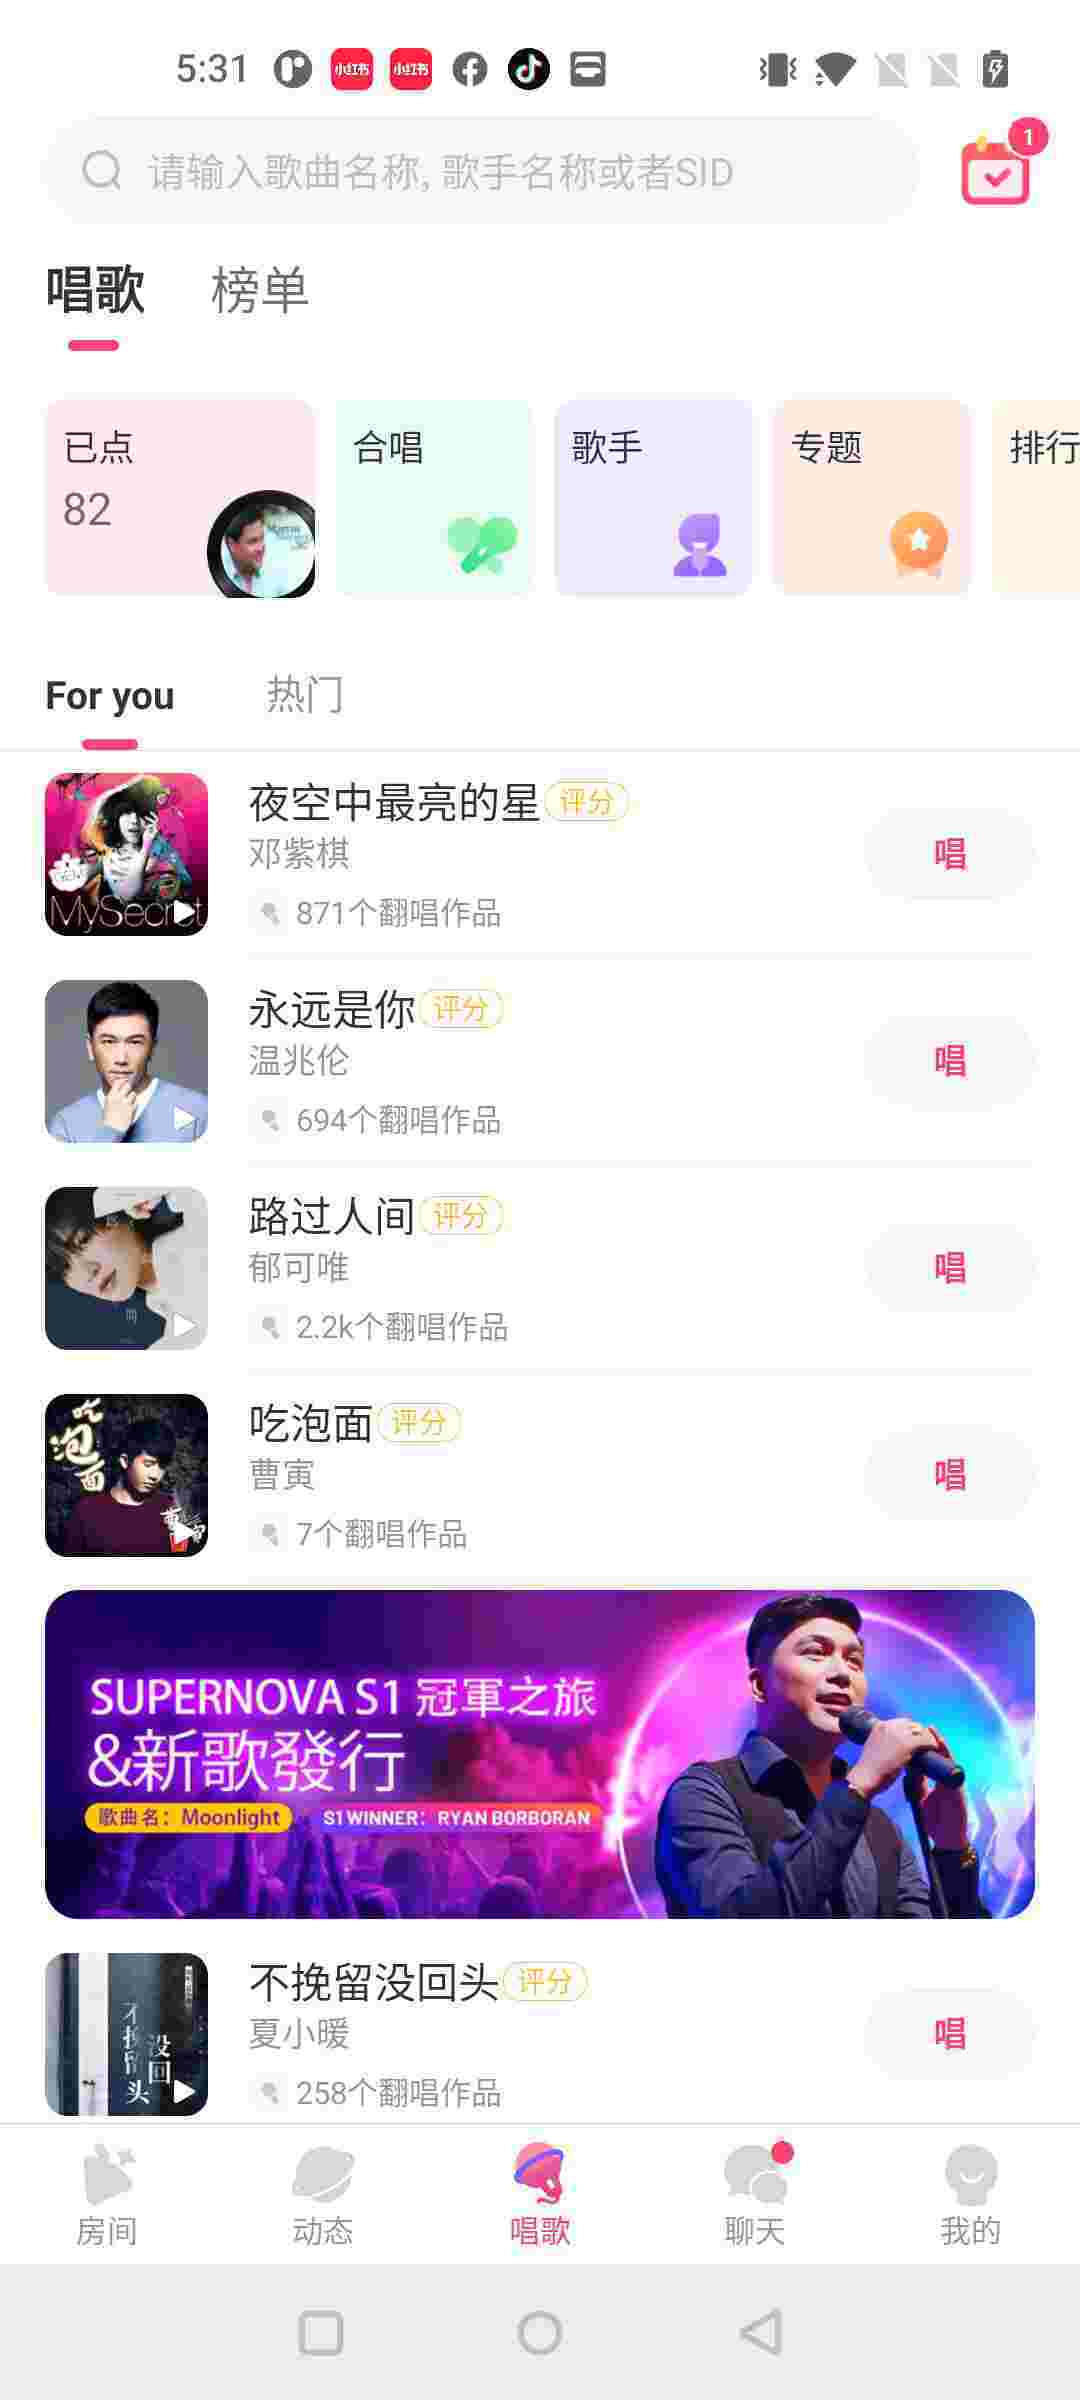 5:31
小红书
小红书
请输入歌曲名称, 歌手名称或者SID
1
唱歌
榜单
已点
82
合唱
歌手
专题
排行
For you
热门
夜空中最亮的星 评分
邓紫棋
871个翻唱作品
唱
MySecret
永远是你 评分
温兆伦
694个翻唱作品
唱
路过人间 评分
郁可唯
2.2k个翻唱作品
唱
吃泡面 评分
曹寅
7个翻唱作品
唱
吃泡面
SUPERNOVA S1 冠軍之旅
&新歌發行
歌曲名：Moonlight
S1 WINNER：RYAN BORBORAN
不挽留没回头 评分
夏小暖
258个翻唱作品
唱
不挽留
没回头
房间
动态
唱歌
聊天
我的